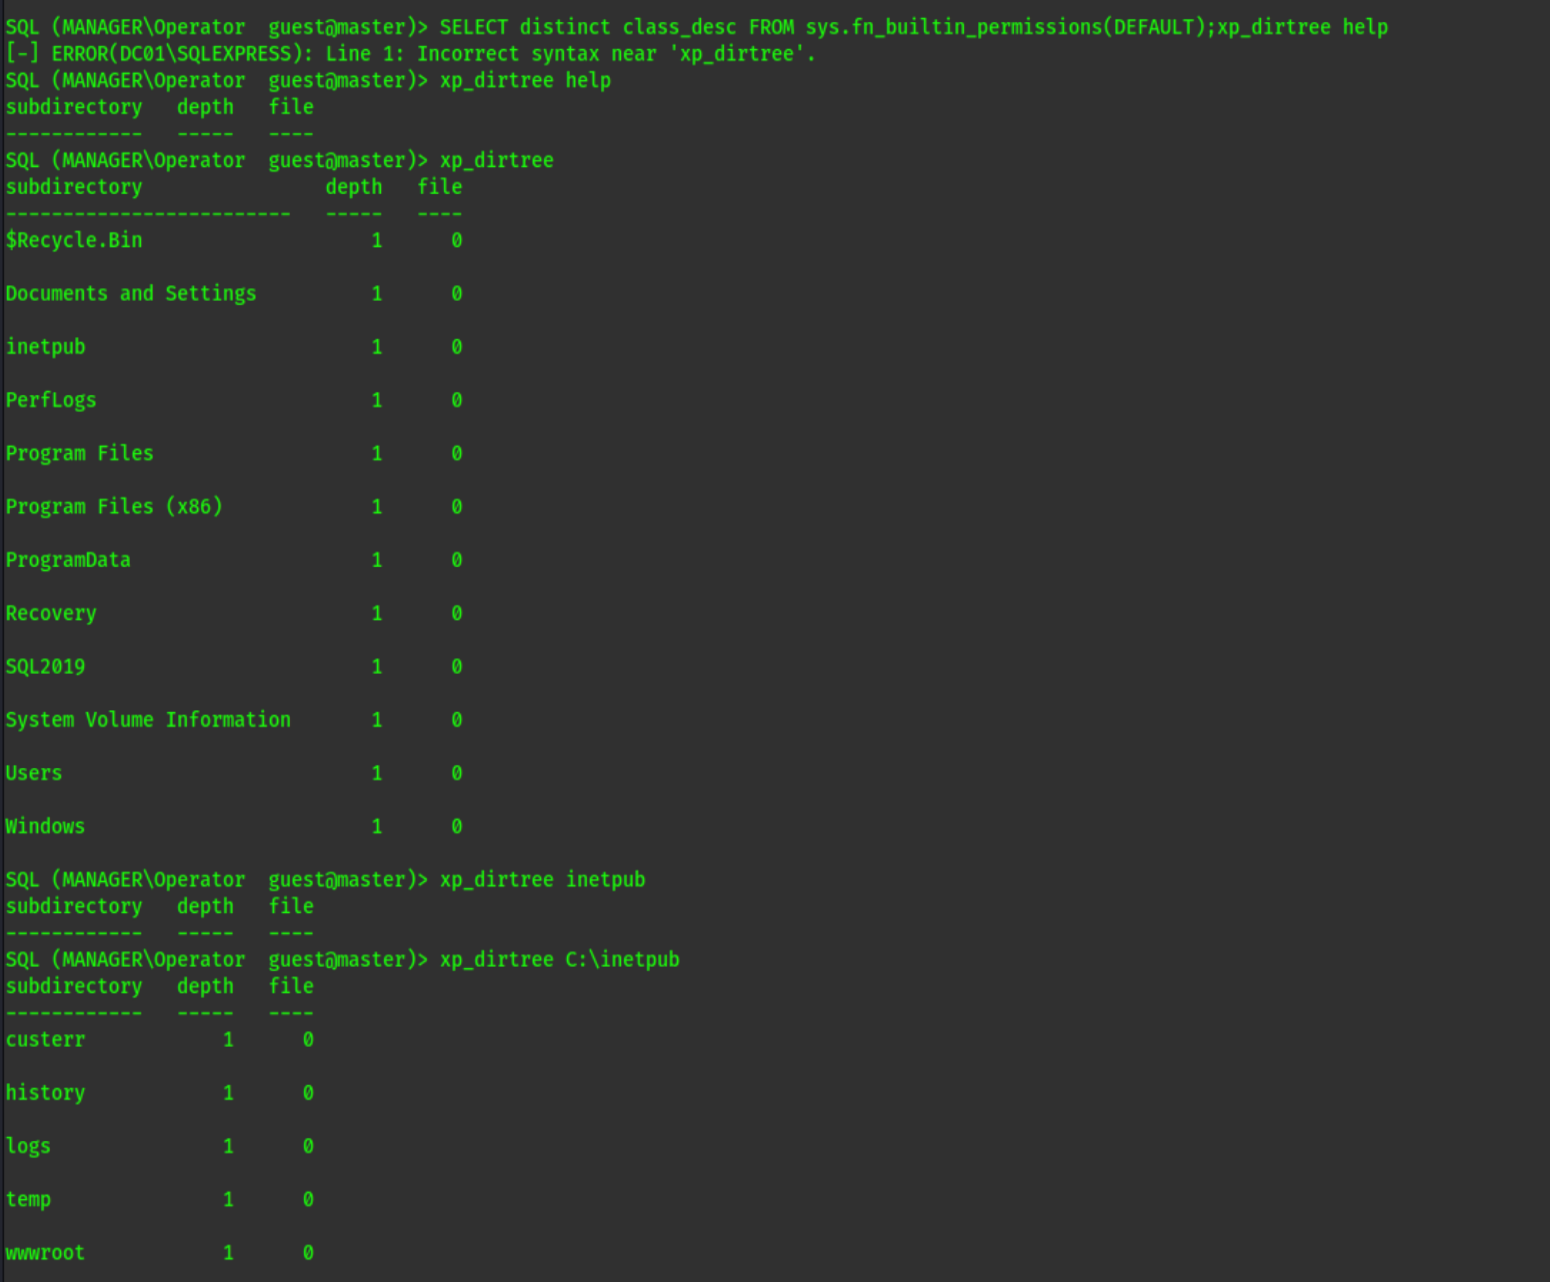 SQL (MANAGER\Operator  guest@master)> SELECT distinct class_desc FROM sys.fn_builtin_permissions(DEFAULT);xp_dirtree help
[-] ERROR(DC01\SQLEXPRESS): Line 1: Incorrect syntax near 'xp_dirtree'.
SQL (MANAGER\Operator  guest@master)> xp_dirtree help
subdirectory   depth   file
------------   -----   ----
SQL (MANAGER\Operator  guest@master)> xp_dirtree
subdirectory                depth   file
-------------------------   -----   ----
$Recycle.Bin                    1      0
Documents and Settings          1      0
inetpub                         1      0
PerfLogs                        1      0
Program Files                   1      0
Program Files (x86)             1      0
ProgramData                     1      0
Recovery                        1      0
SQL2019                         1      0
System Volume Information       1      0
Users                           1      0
Windows                         1      0
SQL (MANAGER\Operator  guest@master)> xp_dirtree inetpub
subdirectory   depth   file
------------   -----   ----
SQL (MANAGER\Operator  guest@master)> xp_dirtree C:\inetpub
subdirectory   depth   file
------------   -----   ----
custerr            1      0
history            1      0
logs               1      0
temp               1      0
wwwroot            1      0